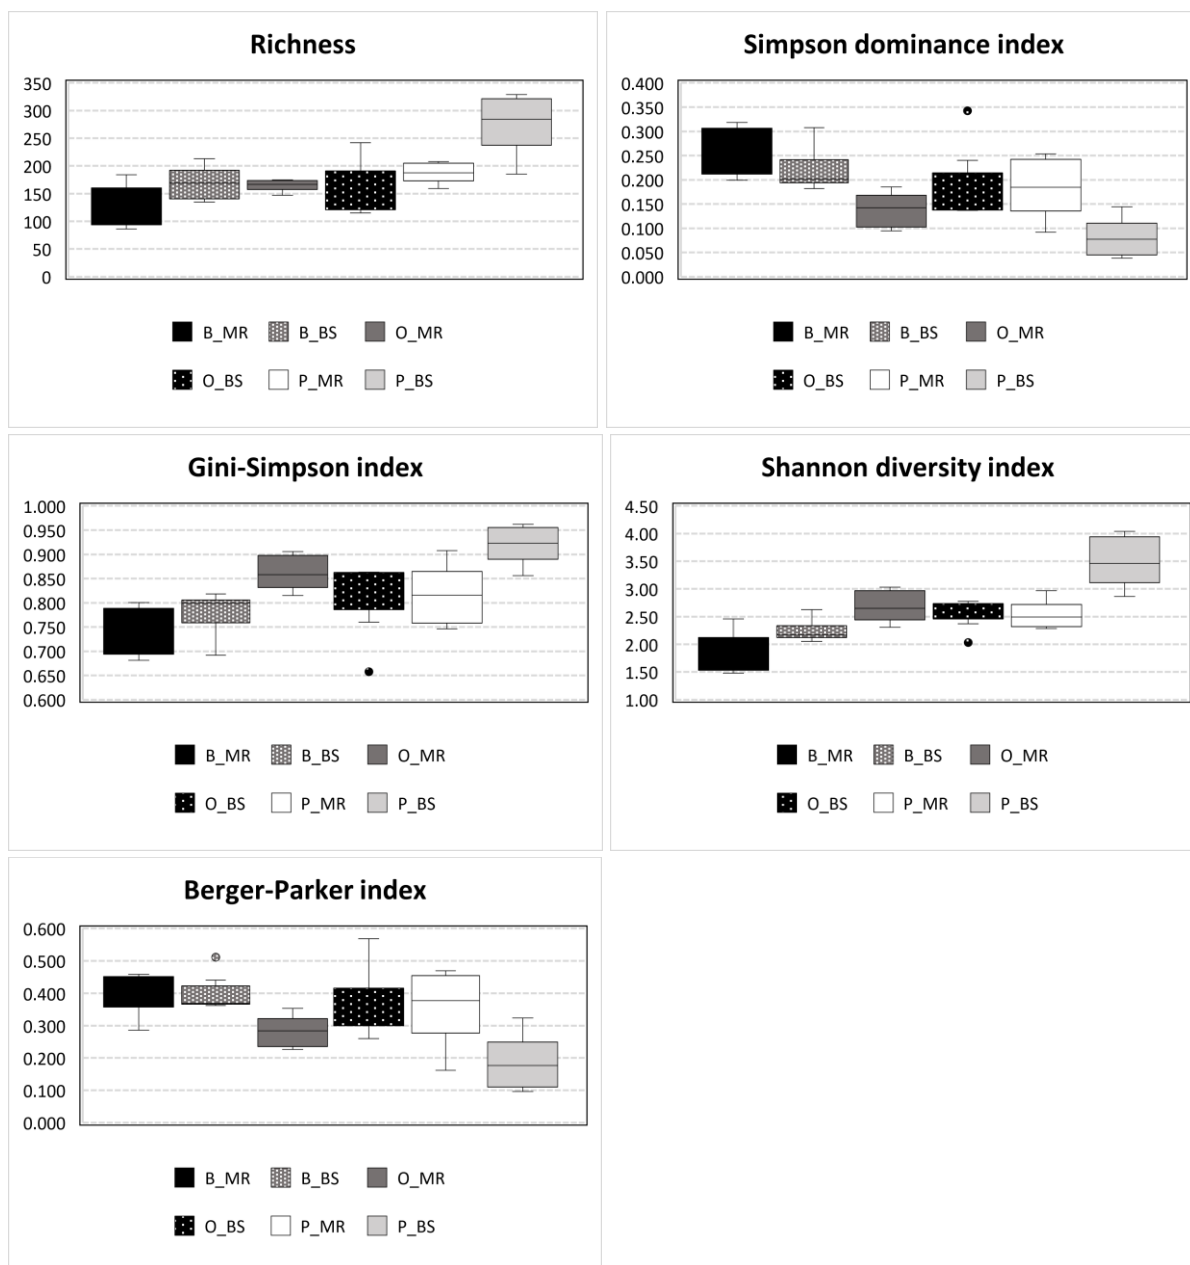 Richness
350
300
250
200
150
100
50
0
B_MR B_BS O_MR
O_BS P_MR P_BS
Simpson dominance index
0.400
0.350
0.300
0.250
0.200
0.150
0.100
0.050
0.000
B_MR B_BS O_MR
O_BS P_MR P_BS
Gini-Simpson index
1.000
0.950
0.900
0.850
0.800
0.750
0.700
0.650
0.600
B_MR B_BS O_MR
O_BS P_MR P_BS
Shannon diversity index
4.50
4.00
3.50
3.00
2.50
2.00
1.50
1.00
B_MR B_BS O_MR
O_BS P_MR P_BS
Berger-Parker index
0.600
0.500
0.400
0.300
0.200
0.100
0.000
B_MR B_BS O_MR
O_BS P_MR P_BS